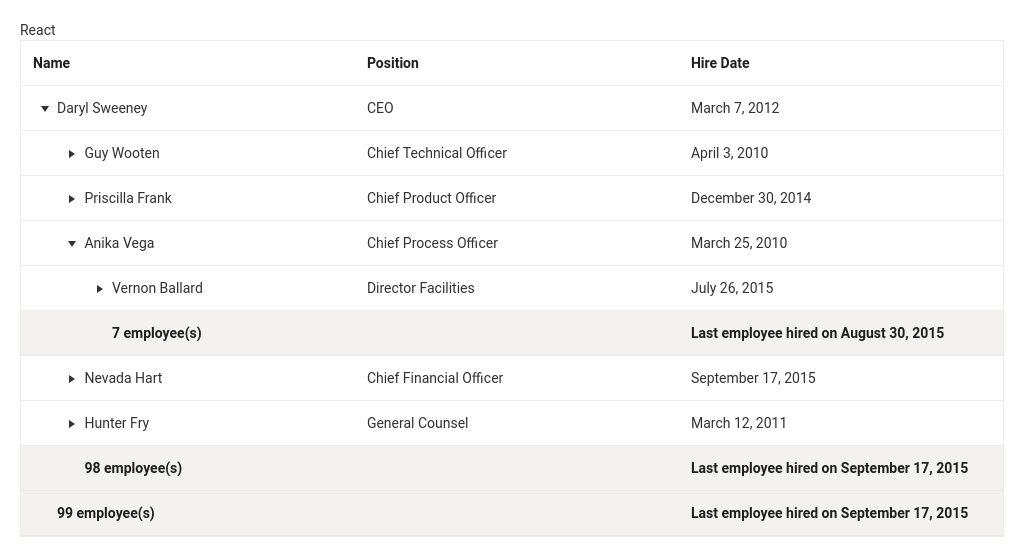 React
Name Position Hire Date
Daryl Sweeney CEO March 7, 2012
Guy Wooten Chief Technical Officer April 3, 2010
Priscilla Frank Chief Product Officer December 30, 2014
Anika Vega Chief Process Officer March 25, 2010
Vernon Ballard Director Facilities July 26, 2015
7 employee(s) Last employee hired on August 30, 2015
Nevada Hart Chief Financial Officer September 17, 2015
Hunter Fry General Counsel March 12, 2011
98 employee(s) Last employee hired on September 17, 2015
99 employee(s) Last employee hired on September 17, 2015